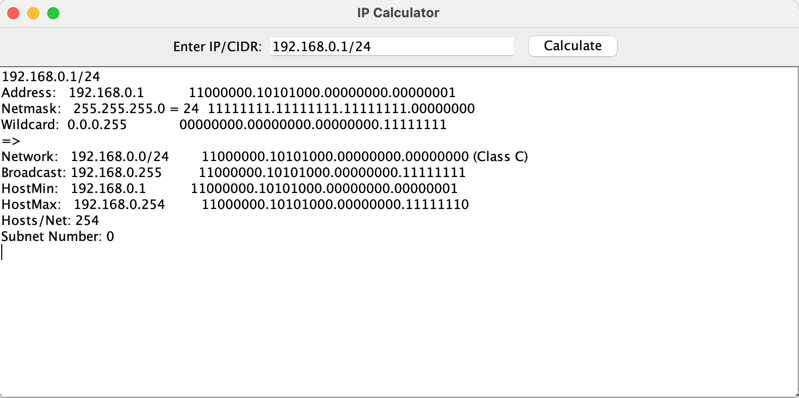 IP Calculator
Enter IP/CIDR: 192.168.0.1/24 Calculate
192.168.0.1/24
Address: 192.168.0.1 11000000.10101000.00000000.00000001
Netmask: 255.255.255.0 = 24 11111111.11111111.11111111.00000000
Wildcard: 0.0.0.255 00000000.00000000.00000000.11111111
=>
Network: 192.168.0.0/24 11000000.10101000.00000000.00000000 (Class C)
Broadcast: 192.168.0.255 11000000.10101000.00000000.11111111
HostMin: 192.168.0.1 11000000.10101000.00000000.00000001
HostMax: 192.168.0.254 11000000.10101000.00000000.11111110
Hosts/Net: 254
Subnet Number: 0